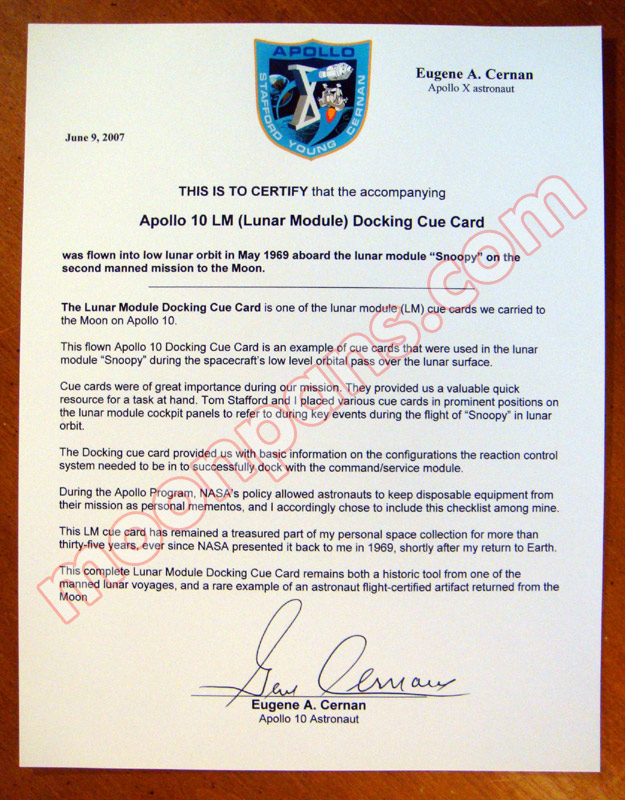 APOLLO
STAFFORD YOUNG CERNAN
Eugene A. Cernan
Apollo X astronaut
June 9, 2007
THIS IS TO CERTIFY that the accompanying
Apollo 10 LM (Lunar Module) Docking Cue Card
was flown into low lunar orbit in May 1969 aboard the lunar module “Snoopy” on the
second manned mission to the Moon.
The Lunar Module Docking Cue Card is one of the lunar module (LM) cue cards we carried to
the Moon on Apollo 10.
This flown Apollo 10 Docking Cue Card is an example of cue cards that were used in the lunar
module “Snoopy” during the spacecraft’s low level orbital pass over the lunar surface.
Cue cards were of great importance during our mission. They provided us a valuable quick
resource for a task at hand. Tom Stafford and I placed various cue cards in prominent positions on
the lunar module cockpit panels to refer to during key events during the flight of “Snoopy” in lunar
orbit.
The Docking cue card provided us with basic information on the configurations the reaction control
system needed to be in to successfully dock with the command/service module.
During the Apollo Program, NASA’s policy allowed astronauts to keep disposable equipment from
their mission as personal mementos, and I accordingly chose to include this checklist among mine.
This LM cue card has remained a treasured part of my personal space collection for more than
thirty-five years, ever since NASA presented it back to me in 1969, shortly after my return to Earth.
This complete Lunar Module Docking Cue Card remains both a historic tool from one of the
manned lunar voyages, and a rare example of an astronaut flight-certified artifact returned from the
Moon
Gene Cernan
Eugene A. Cernan
Apollo 10 Astronaut
moonpans.com